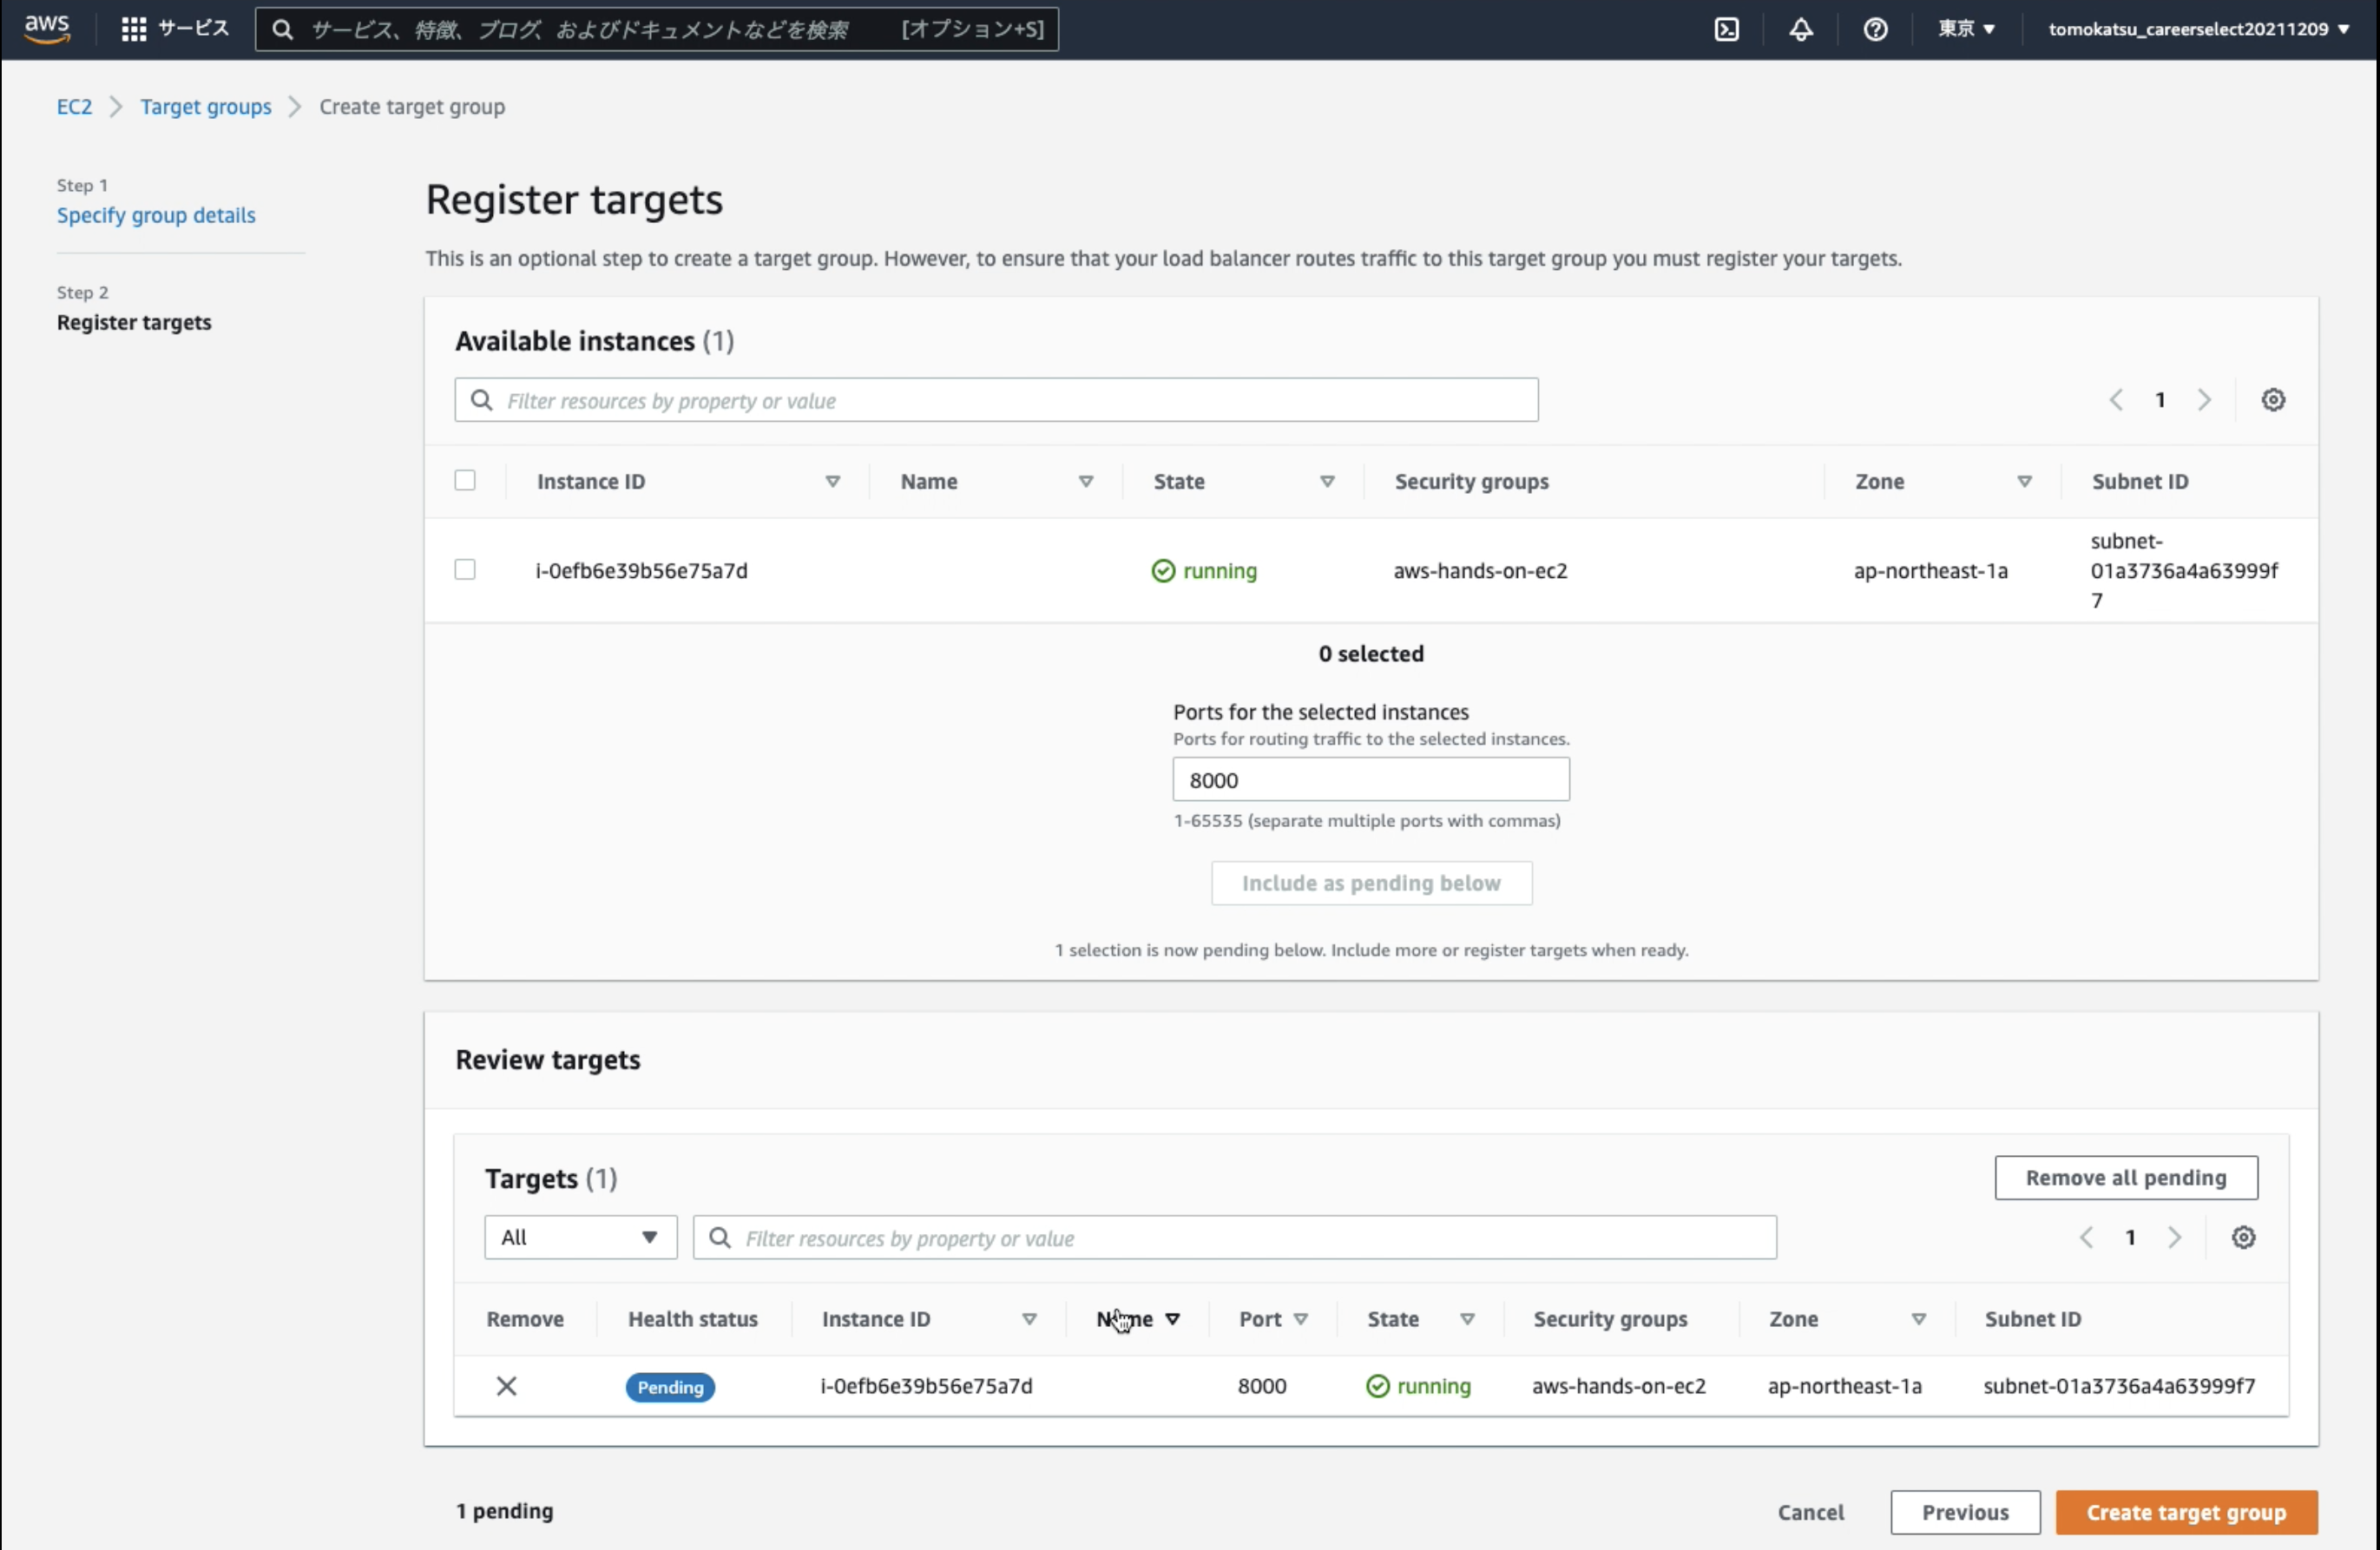 aws
サービス
サービス、特徴、ブログ、およびドキュメントなどを検索 [オプション+S]
東京
tomokatsu_careerselect20211209
EC2 Target groups Create target group
Step 1
Specify group details
Step 2
Register targets
Register targets
This is an optional step to create a target group. However, to ensure that your load balancer routes traffic to this target group you must register your targets.
Available instances (1)
Filter resources by property or value
1
Instance ID Name State Security groups Zone Subnet ID
i-0efb6e39b56e75a7d running aws-hands-on-ec2 ap-northeast-1a subnet-
01a3736a4a63999f
7
0 selected
Ports for the selected instances
Ports for routing traffic to the selected instances.
8000
1-65535 (separate multiple ports with commas)
Include as pending below
1 selection is now pending below. Include more or register targets when ready.
Review targets
Targets (1)
Remove all pending
All
Filter resources by property or value
1
Remove Health status Instance ID Name Port State Security groups Zone Subnet ID
Pending i-0efb6e39b56e75a7d 8000 running aws-hands-on-ec2 ap-northeast-1a subnet-01a3736a4a63999f7
1 pending
Cancel Previous Create target group